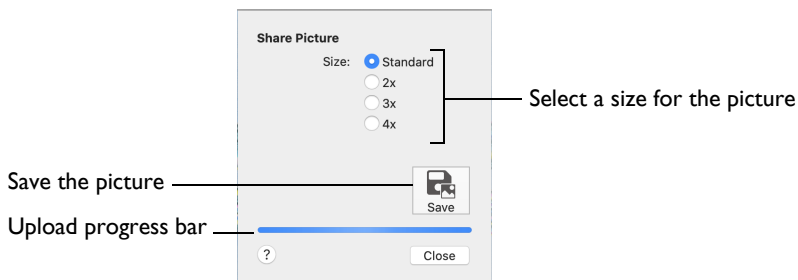 Share Picture
Size: Standard
2x
3x
4x
Select a size for the picture
Save the picture
Save
Upload progress bar
? Close